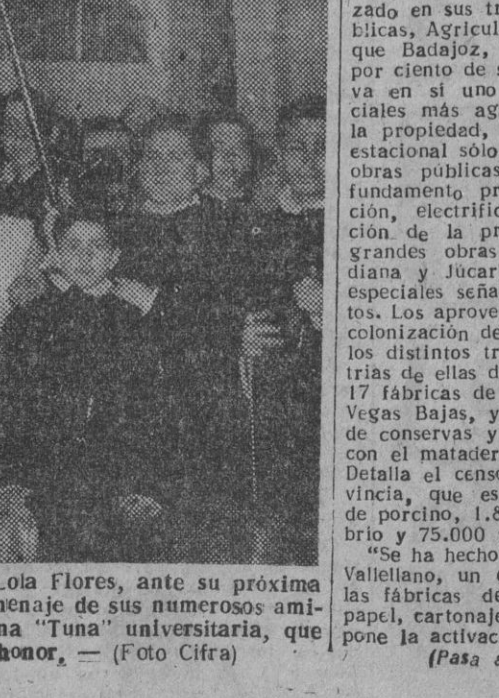 Lola Flores, ante su próxima
menaje de sus numerosos ami-
na "Tuna" universitaria, que
honor. — (Foto Cifra)
zado en sus tr
blicas, Agricul
que Badajoz,
por ciento de s
va en si uno
ciales más ag
la propiedad,
estacional sólo
obras públicas
fundamento pr
ción, electrific
ción de la pr
grandes obras
diana y Júcar
especiales seña
tos. Los aprove
colonización de
los distintos tr
trias de ellas d
17 fábricas de
Vegas Bajas, y
de conservas y
con el matader
Detalla el cense
vincia, que es
de porcino, 1.8
brio y 75.000
"Se ha hecho
Vallellano, un
las fábricas de
papel, cartonaje
pone la activac
(Pasa a